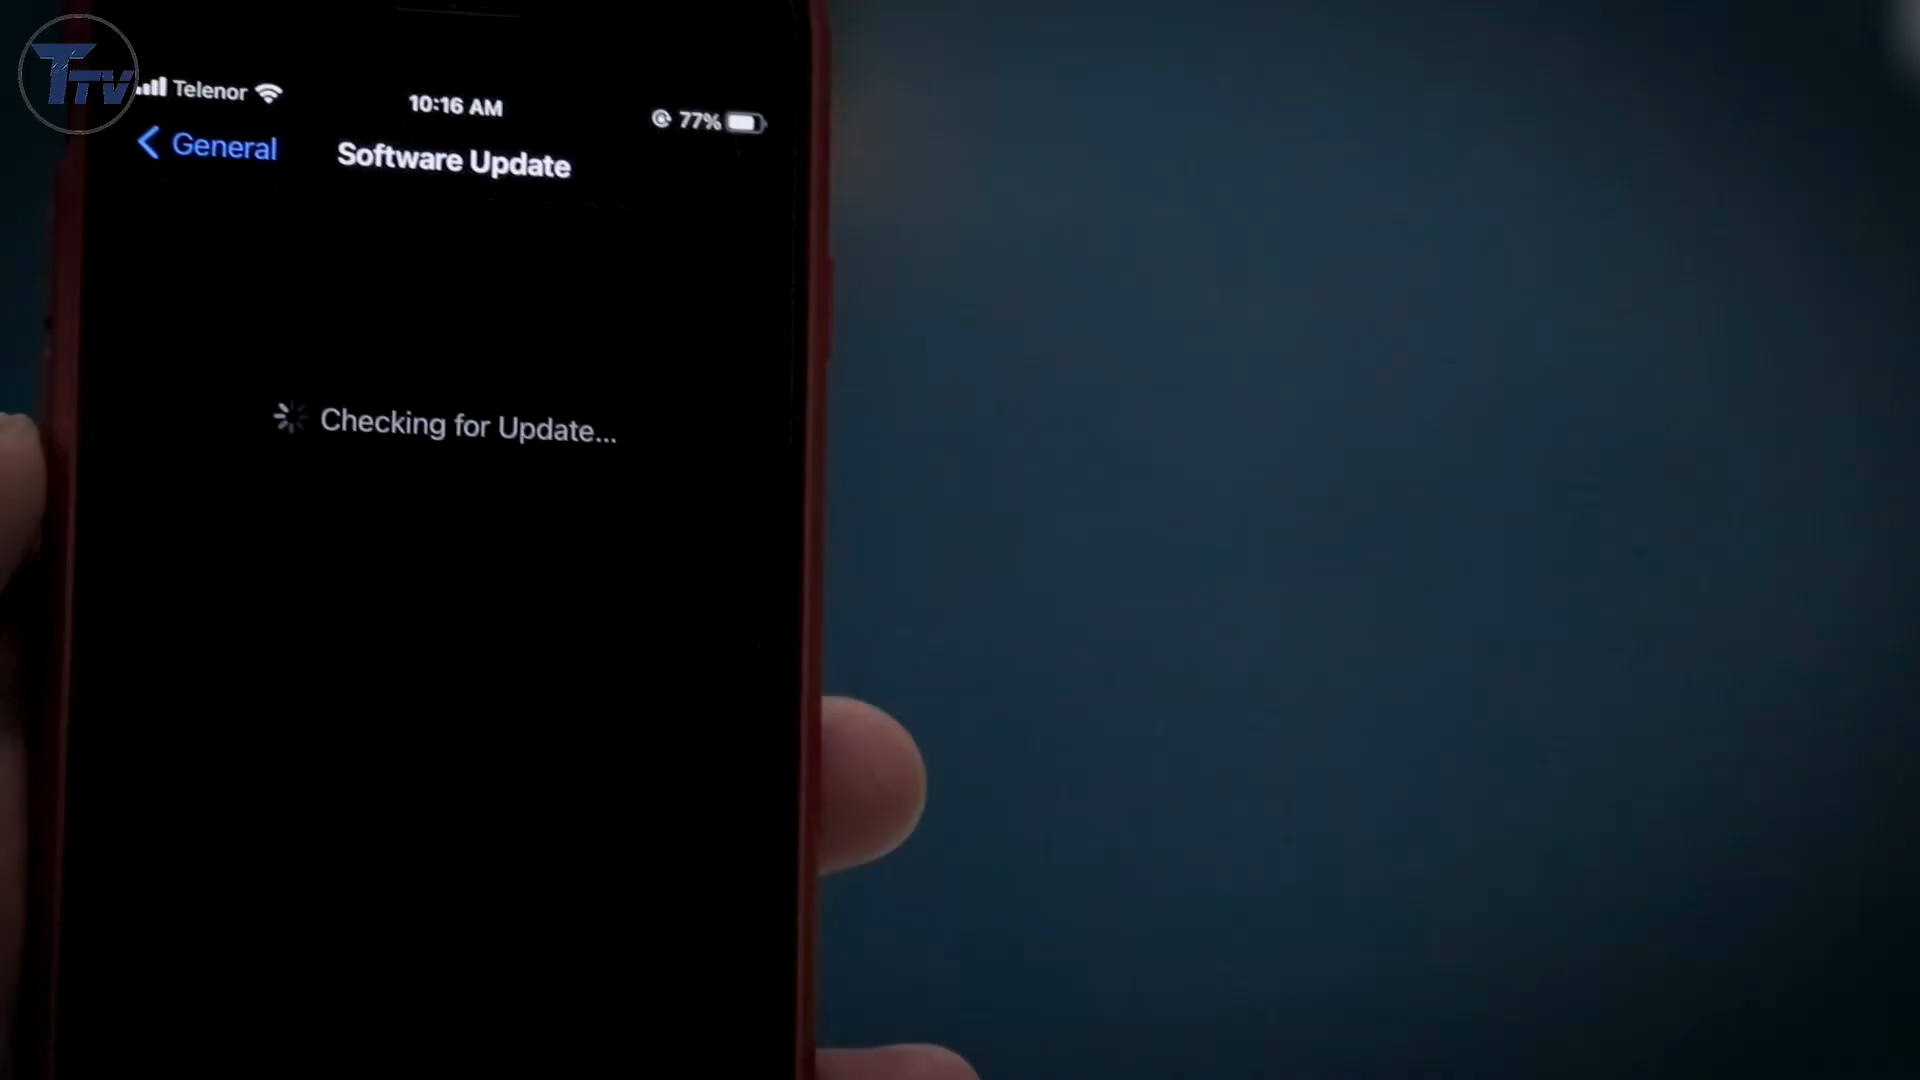 TTV
Telenor
10:16 AM
77%
General
Software Update
Checking for Update...